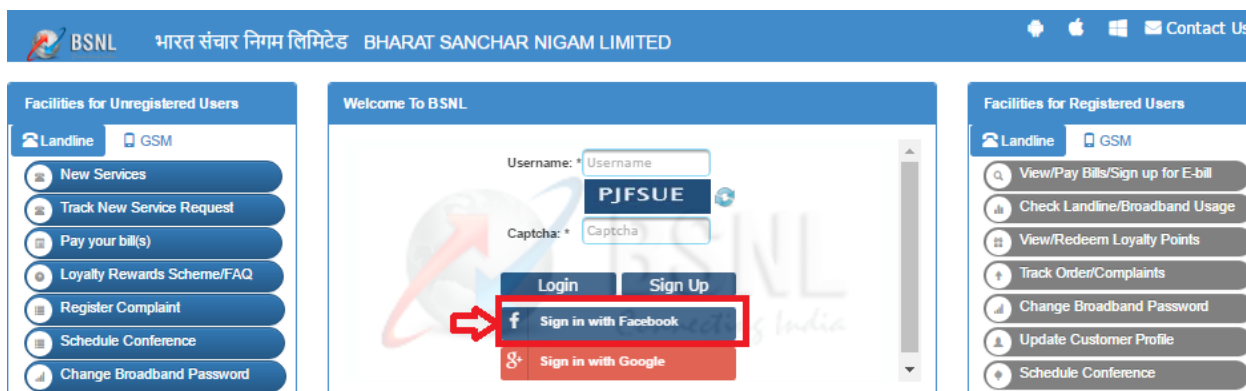 BSNL भारत संचार निगम लिमिटेड BHARAT SANCHAR NIGAM LIMITED
Contact Us
Facilities for Unregistered Users
Landline GSM
New Services
Track New Service Request
Pay your bill(s)
Loyalty Rewards Scheme/FAQ
Register Complaint
Schedule Conference
Change Broadband Password
Welcome To BSNL
Username: * Username
PJFSUE
Captcha: * Captcha
BSNL
Connecting India
Login Sign Up
f Sign in with Facebook
g+ Sign in with Google
Facilities for Registered Users
Landline GSM
View/Pay Bills/Sign up for E-bill
Check Landline/Broadband Usage
View/Redeem Loyalty Points
Track Order/Complaints
Change Broadband Password
Update Customer Profile
Schedule Conference